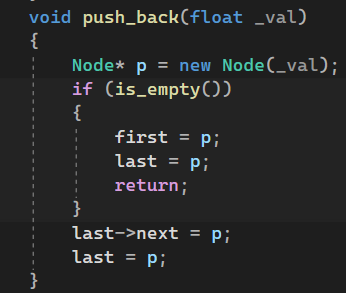 void push_back(float _val)
{
    Node* p = new Node(_val);
    if (is_empty())
    {
        first = p;
        last = p;
        return;
    }
    last->next = p;
    last = p;
}